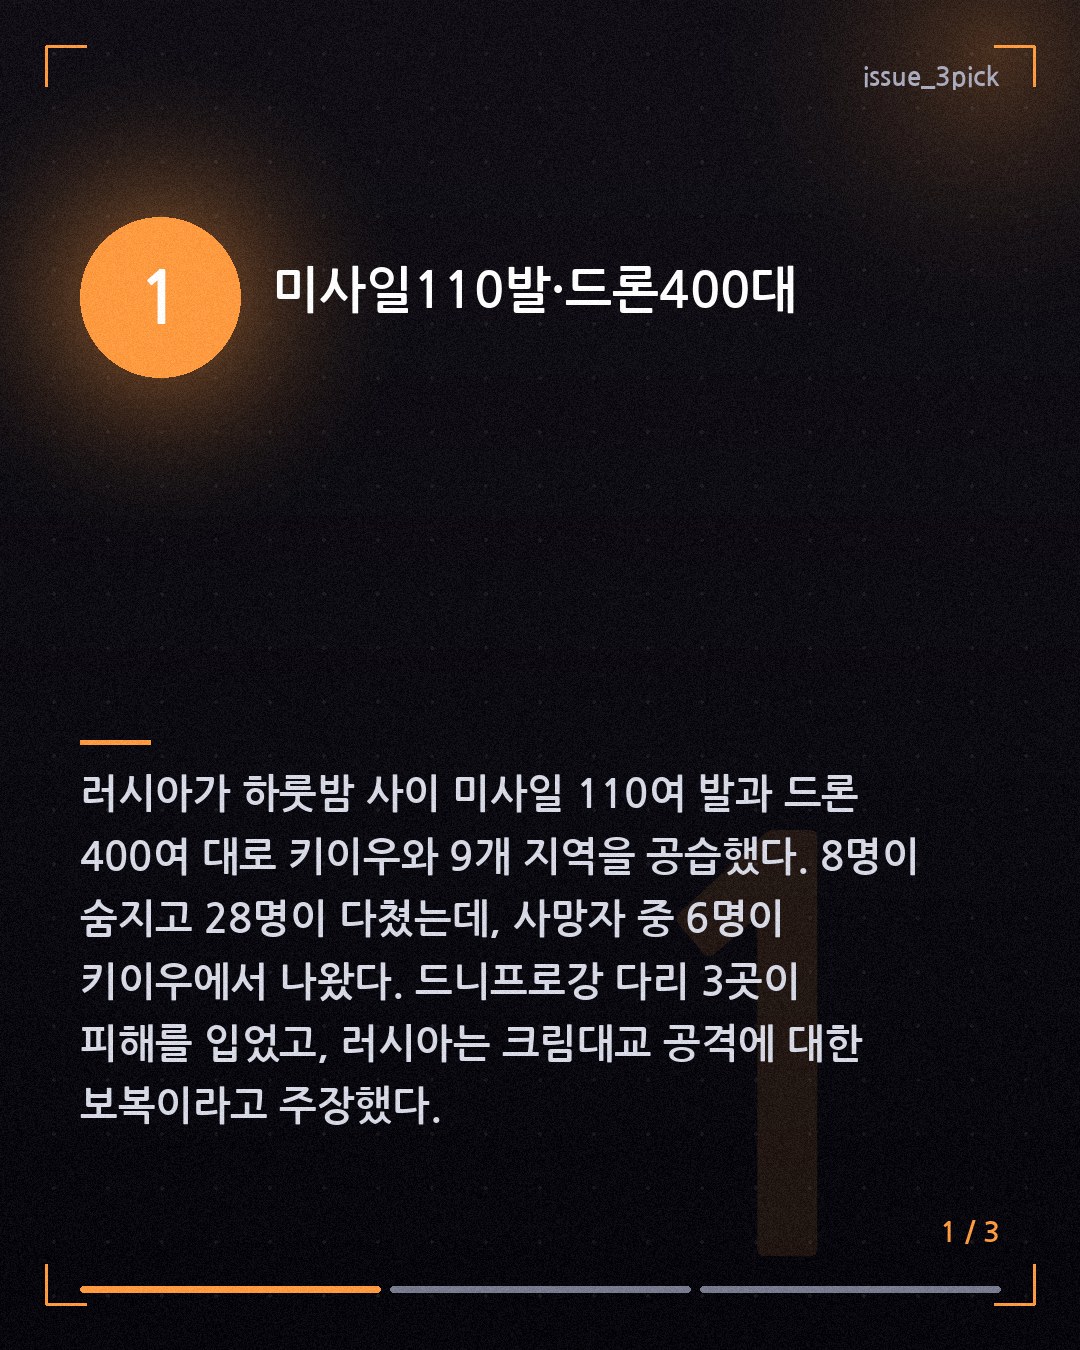 issue_3pick
1
미사일110발·드론400대
러시아가 하룻밤 사이 미사일 110여 발과 드론
400여 대로 키이우와 9개 지역을 공습했다. 8명이
숨지고 28명이 다쳤는데, 사망자 중 6명이
키이우에서 나왔다. 드니프로강 다리 3곳이
피해를 입었고, 러시아는 크림대교 공격에 대한
보복이라고 주장했다.
1
1 / 3